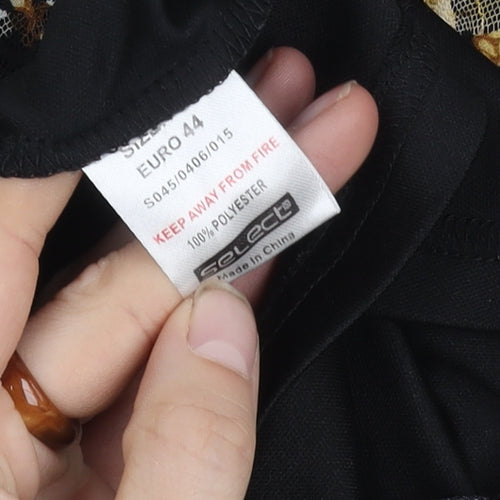 EURO 44
S045/0406/015
KEEP AWAY FROM FIRE
100% POLYESTER
SELECT
Made in China